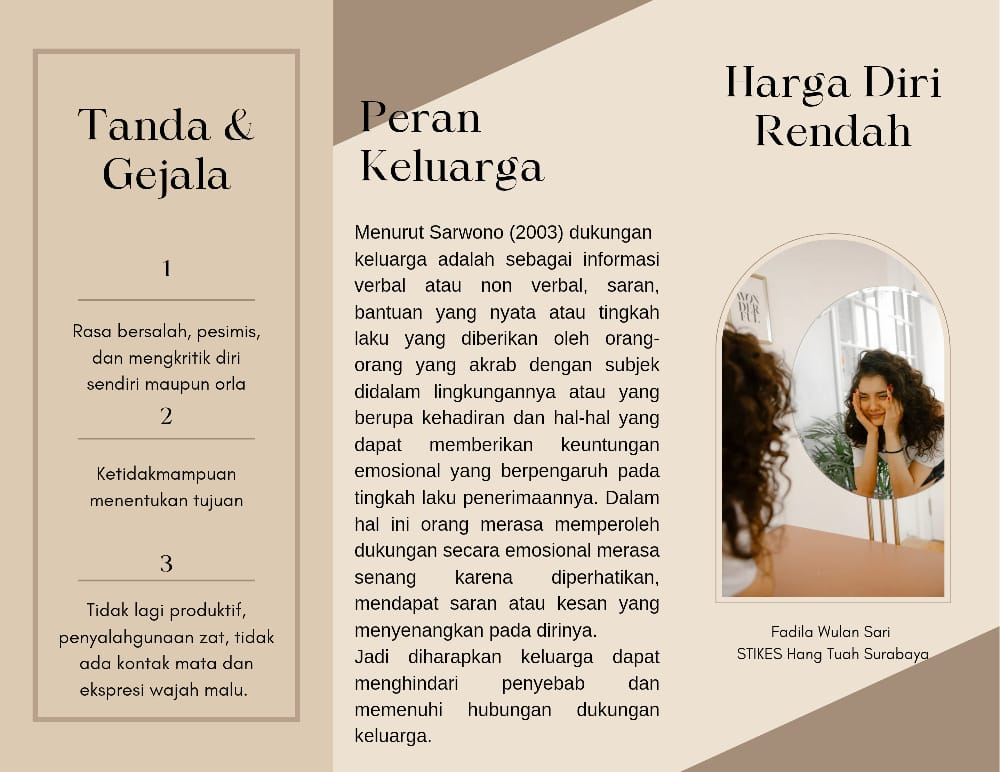 Tanda &
Gejala
1
Rasa bersalah, pesimis,
dan mengkritik diri
sendiri maupun orla
2
Ketidakmampuan
menentukan tujuan
3
Tidak lagi produktif,
penyalahgunaan zat, tidak
ada kontak mata dan
ekspresi wajah malu.
Peran
Keluarga
Menurut Sarwono (2003) dukungan
keluarga adalah sebagai informasi
verbal atau non verbal, saran,
bantuan yang nyata atau tingkah
laku yang diberikan oleh orang-
orang yang akrab dengan subjek
didalam lingkungannya atau yang
berupa kehadiran dan hal-hal yang
dapat memberikan keuntungan
emosional yang berpengaruh pada
tingkah laku penerimaannya. Dalam
hal ini orang merasa memperoleh
dukungan secara emosional merasa
senang karena diperhatikan,
mendapat saran atau kesan yang
menyenangkan pada dirinya.
Jadi diharapkan keluarga dapat
menghindari penyebab dan
memenuhi hubungan dukungan
keluarga.
Harga Diri
Rendah
WON
DER
FUL
Fadila Wulan Sari
STIKES Hang Tuah Surabaya